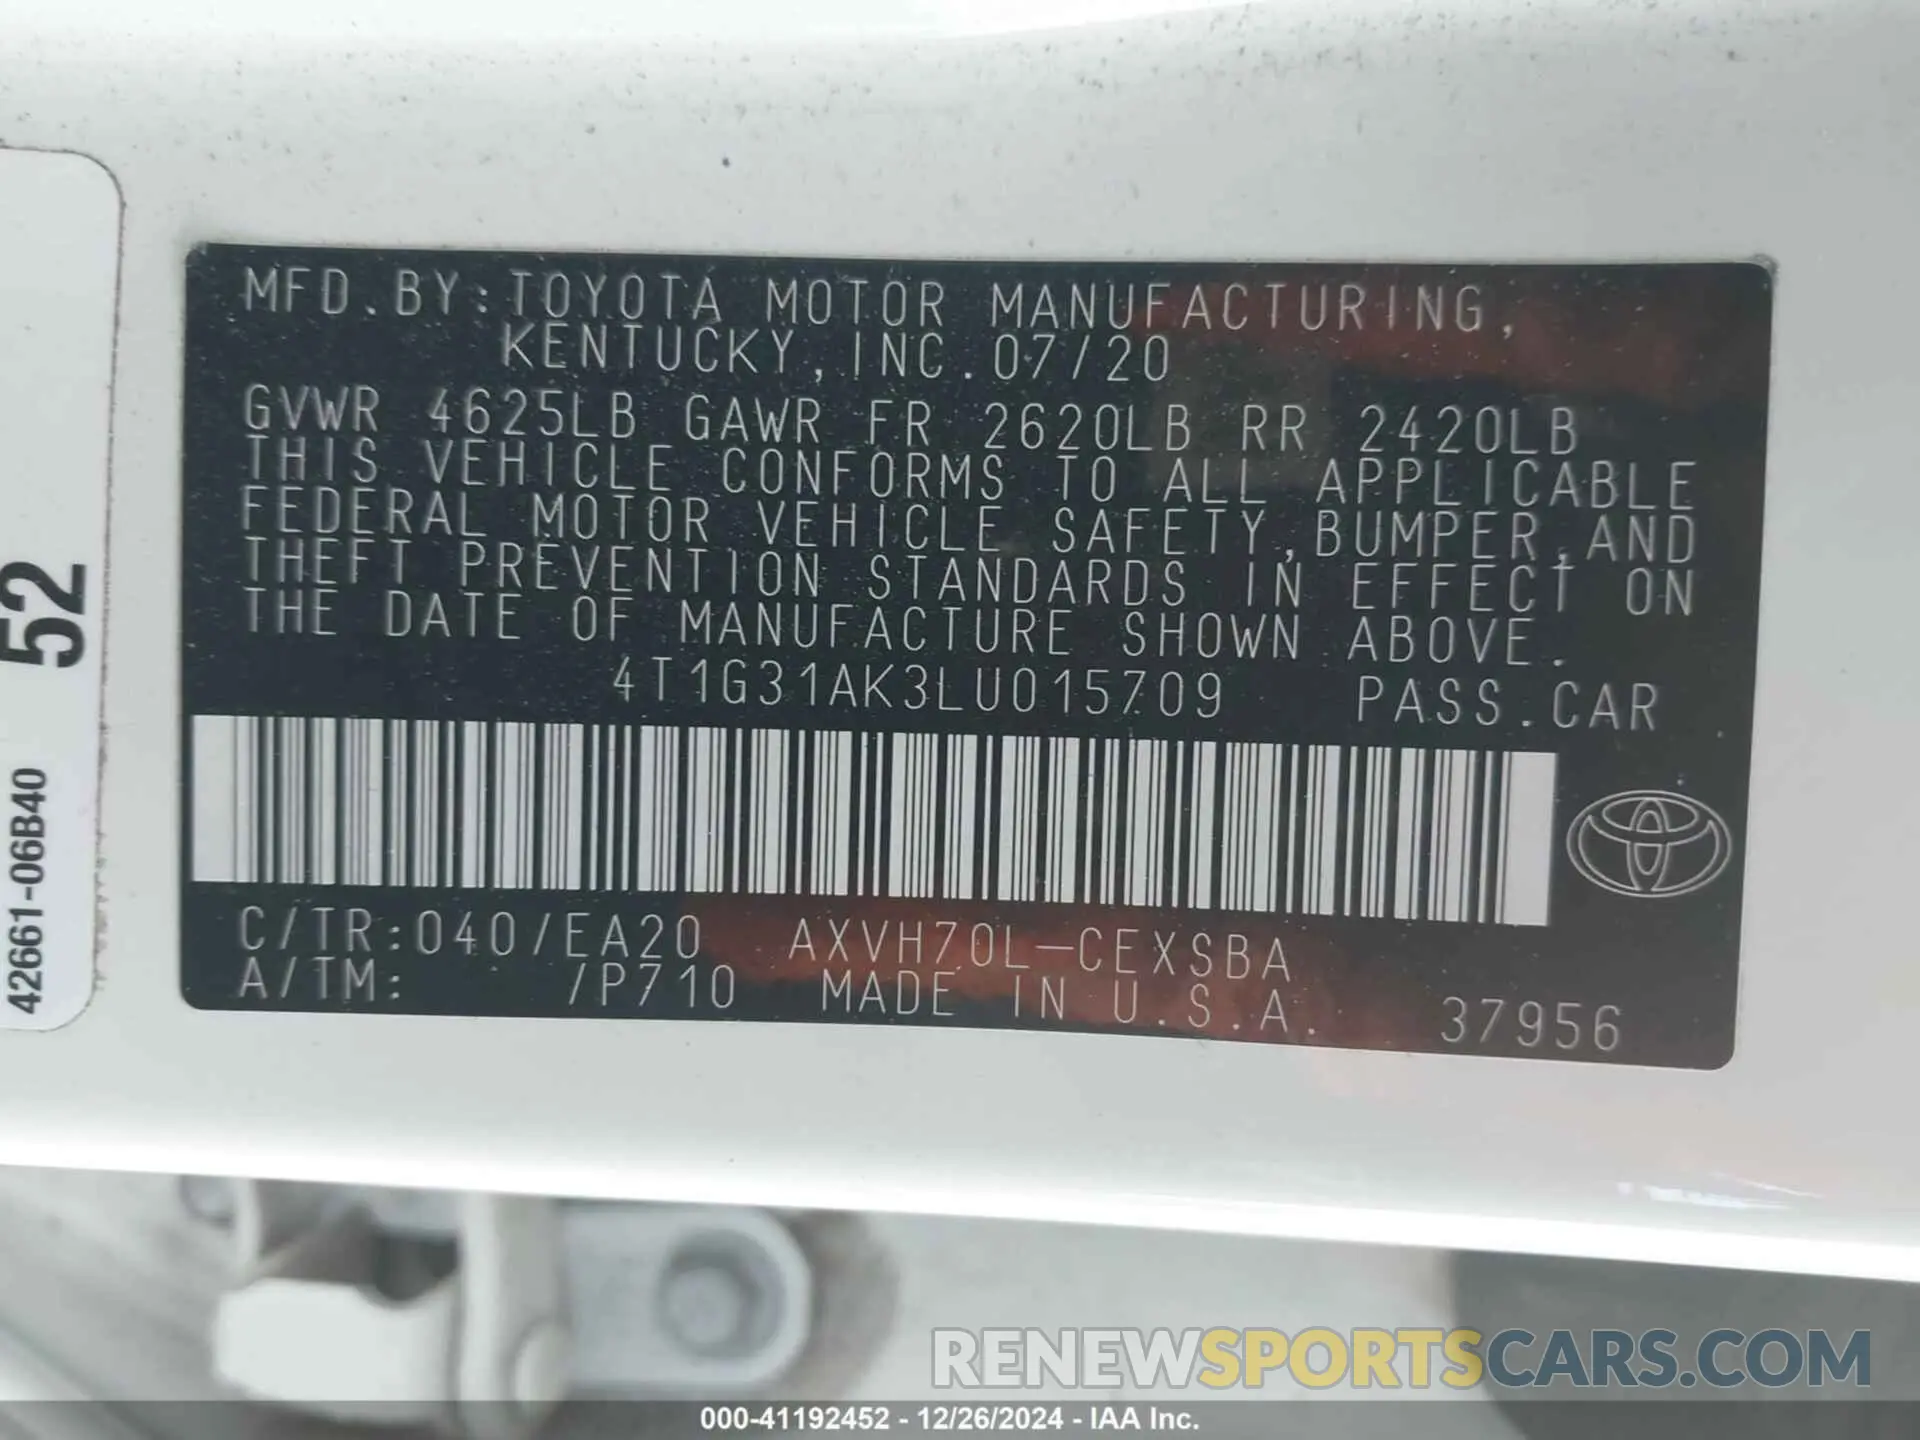 MFD.BY:TOYOTA MOTOR MANUFACTURING,
KENTUCKY,INC.07/20
GVWR 4625LB GAWR FR 2620LB RR 2420LB
THIS VEHICLE CONFORMS TO ALL APPLICABLE
FEDERAL MOTOR VEHICLE SAFETY,BUMPER,AND
THEFT PREVENTION STANDARDS IN EFFECT ON
THE DATE OF MANUFACTURE SHOWN ABOVE.
4T1G31AK3LU015709 PASS.CAR
C/TR:040/EA20 AXVH70L-CEXSBA
A/TM: /P710 MADE IN U.S.A. 37956
52
42661-06B40
RENEWSPORTSCARS.COM
000-41192452 - 12/26/2024 - IAA Inc.